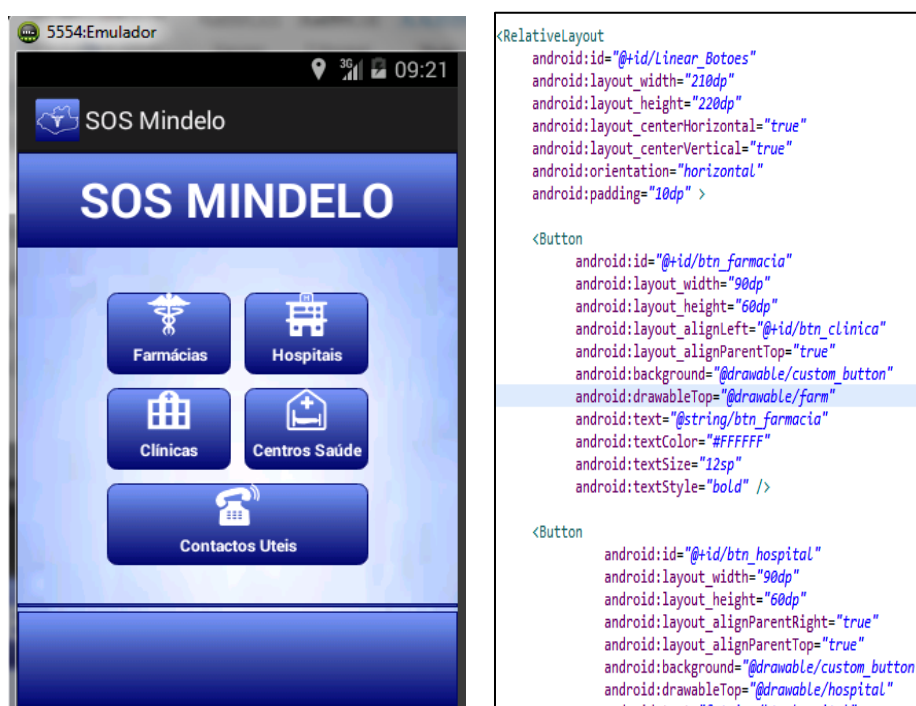 5554:Emulador
3G 09:21
SOS Mindelo
SOS MINDELO
Farmácias Hospitais
Clínicas Centros Saúde
Contactos Uteis
<RelativeLayout
android:id="@+id/Linear_Botoes"
android:layout_width="210dp"
android:layout_height="220dp"
android:layout_centerHorizontal="true"
android:layout_centerVertical="true"
android:orientation="horizontal"
android:padding="10dp" >
<Button
android:id="@+id/btn_farmacia"
android:layout_width="90dp"
android:layout_height="60dp"
android:layout_alignLeft="@+id/btn_clinica"
android:layout_alignParentTop="true"
android:background="@drawable/custom_button"
android:drawableTop="@drawable/farm"
android:text="@string/btn_farmacia"
android:textColor="#FFFFFF"
android:textSize="12sp"
android:textStyle="bold" />
<Button
android:id="@+id/btn_hospital"
android:layout_width="90dp"
android:layout_height="60dp"
android:layout_alignParentRight="true"
android:layout_alignParentTop="true"
android:background="@drawable/custom_button
android:drawableTop="@drawable/hospital"